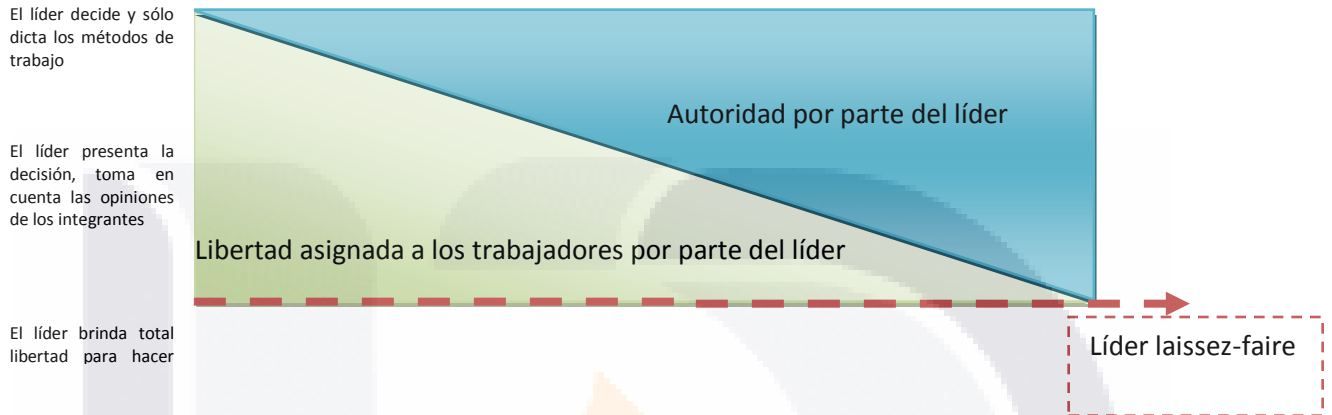 El líder decide y sólo
dicta los métodos de
trabajo
Autoridad por parte del líder
El líder presenta la
decisión, toma en
cuenta las opiniones
de los integrantes
Libertad asignada a los trabajadores por parte del líder
El líder brinda total
libertad para hacer
Líder laissez-faire